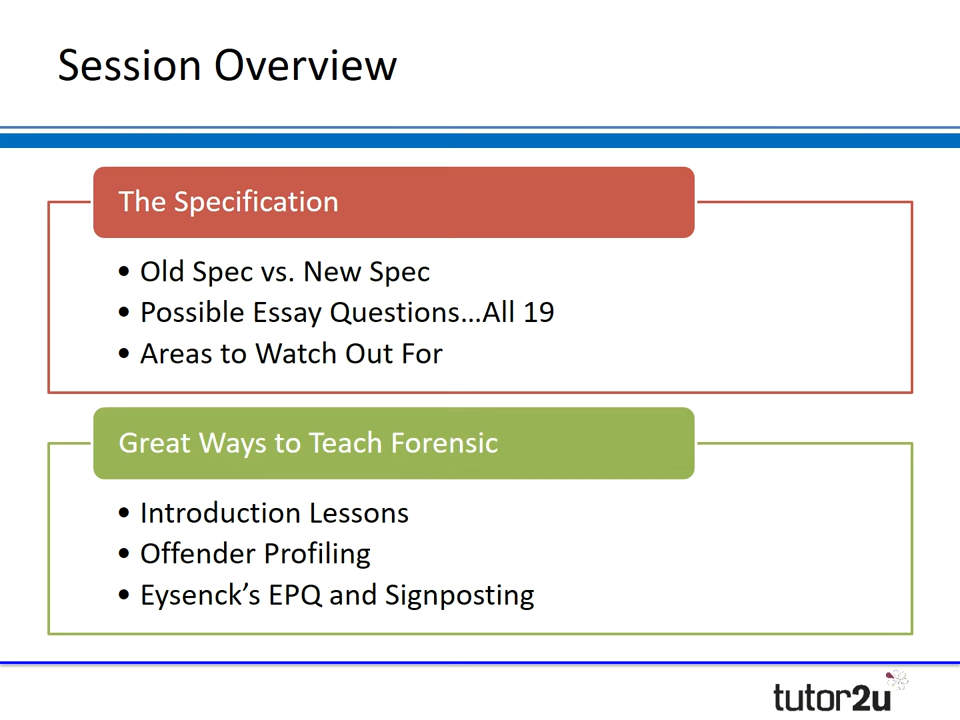 Session Overview
The Specification
• Old Spec vs. New Spec
• Possible Essay Questions...All 19
• Areas to Watch Out For
Great Ways to Teach Forensic
• Introduction Lessons
• Offender Profiling
• Eysenck’s EPQ and Signposting
tutor2u